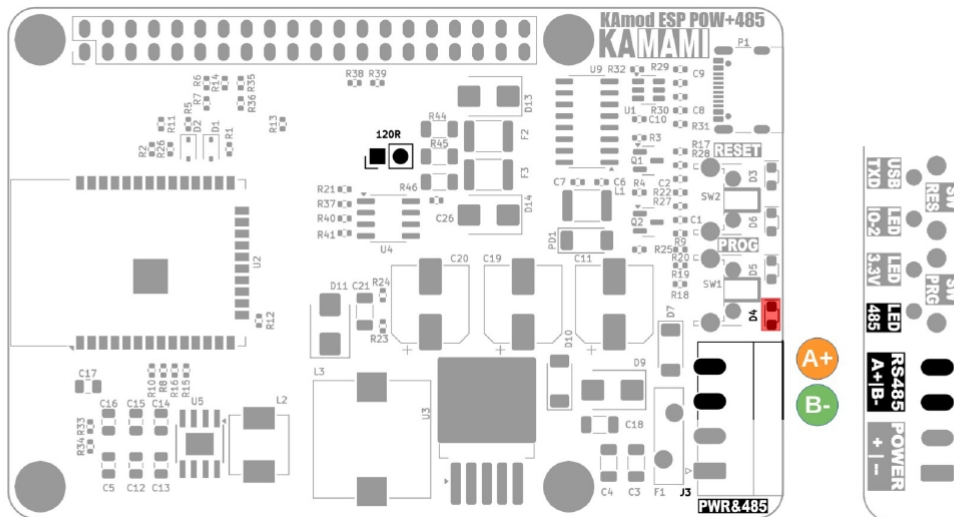 KAmod ESP POW+485
KAMAMI
P1
R38 R39
D13
U9 R32 R29
C9
R6
R14
R35
R7
R36
R11
R5
D2
D1
R13
R44
F2
U1
R30
C10
C8
R31
R3
R2
R26
R1
120R
R45
F3
Q1
R17
R28
RESET
C7
C6
L1
R4
C2
R22
R27
D3
SW2
R21
R37
R40
R41
R46
C26
D14
U4
PD1
Q2
C1
D6
R9
R25
R20
R19
R18
PROG
D5
SW1
D4
U2
C20
C19
C11
D11
C21
R24
R23
R12
D10
D7
D9
A+
B-
L3
U3
C17
R10
R8
R16
R15
C16
C15
C14
U5
L2
R33
R34
C5
C12
C13
C18
C4
C3
F1
J3
PWR&485
USB
TXD
SW
RES
LED
IO-2
LED
3.3V
SW
PRG
LED
485
RS485
A+|B-
POWER
+ | -